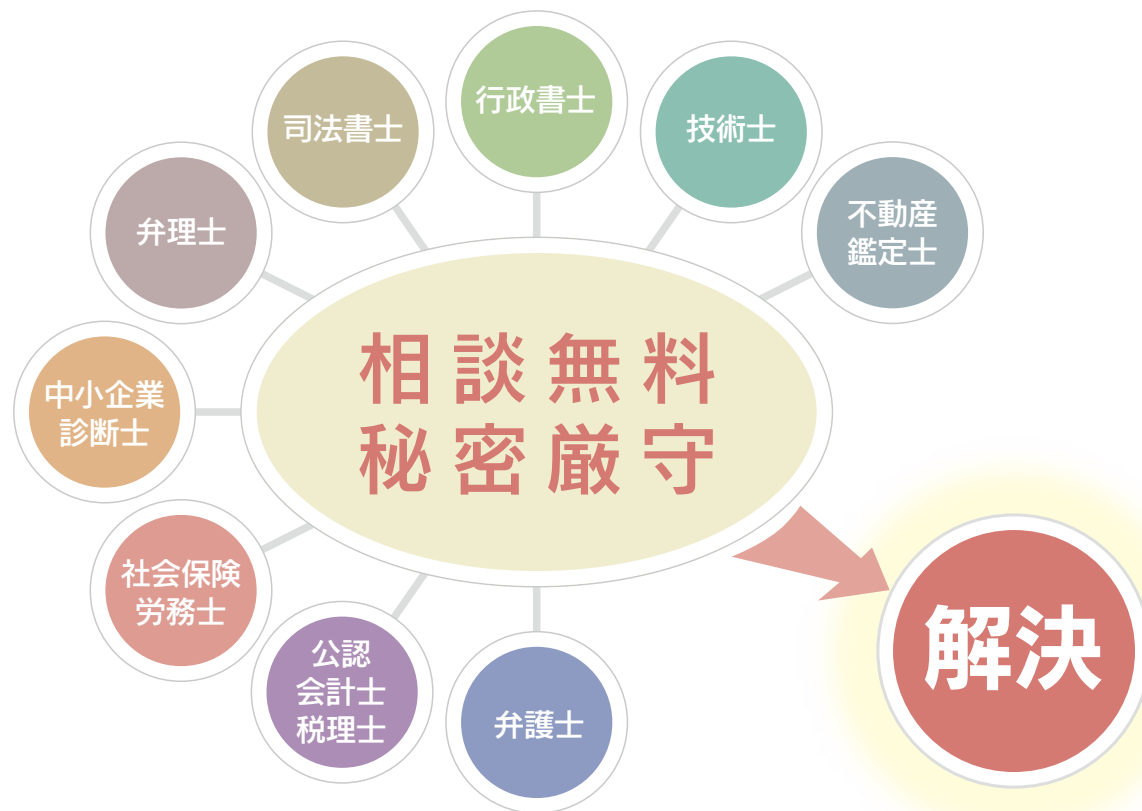 行政書士
司法書士
技術士
弁理士
不動産
鑑定士
相談無料
秘密厳守
中小企業
診断士
社会保険
労務士
公認
会計士
税理士
弁護士
解決